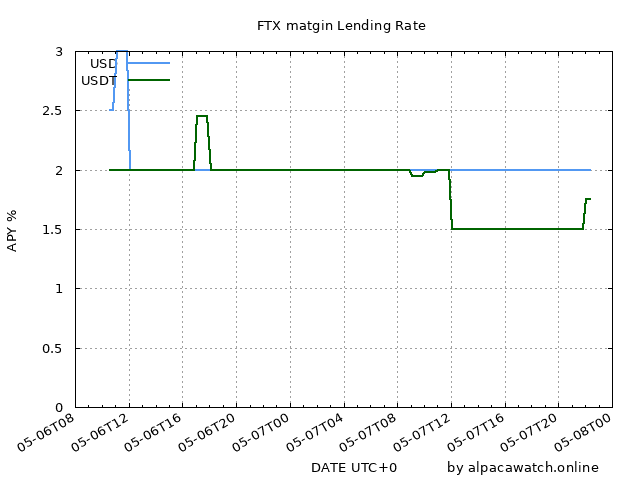 FTX matgin Lending Rate
3
USD
USDT
2.5
2
1.5
APY %
1
0.5
0
05-06T08
05-06T12
05-06T16
05-06T20
05-07T00
05-07T04
05-07T08
05-07T12
05-07T16
05-07T20
05-08T00
DATE UTC+0
by alpacawatch.online